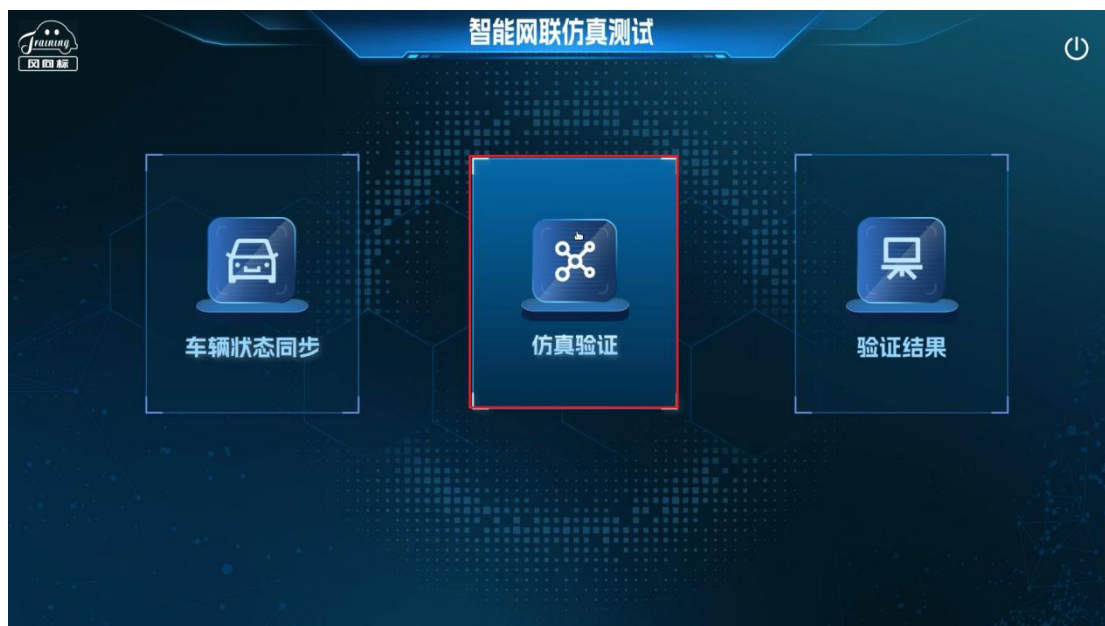 智能网联仿真测试
Training
风向标
车辆状态同步
仿真验证
验证结果